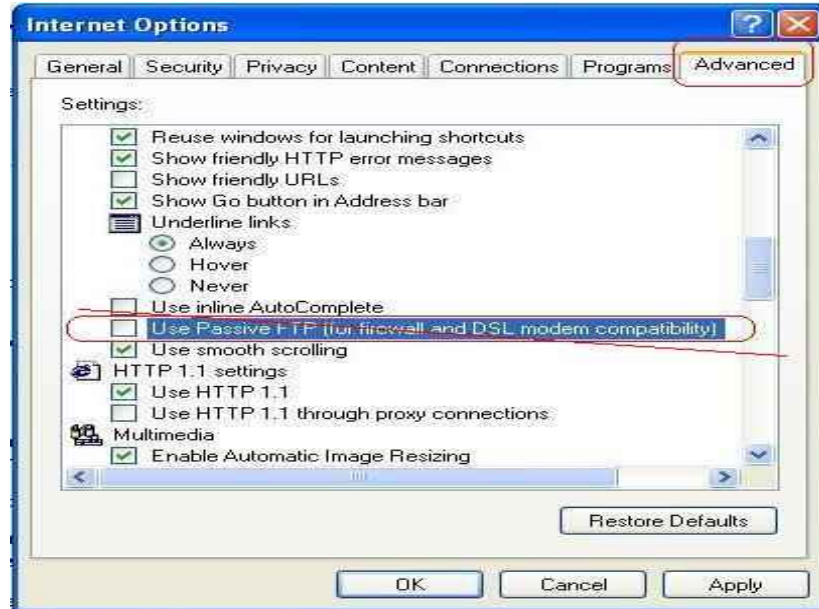 Internet Options
General Security Privacy Content Connections Programs Advanced
Settings:
Reuse windows for launching shortcuts
Show friendly HTTP error messages
Show friendly URLs
Show Go button in Address bar
Underline links
Always
Hover
Never
Use inline AutoComplete
Use Passive FTP (for firewall and DSL modem compatibility)
Use smooth scrolling
HTTP 1.1 settings
Use HTTP 1.1
Use HTTP 1.1 through proxy connections
Multimedia
Enable Automatic Image Resizing
Restore Defaults
OK Cancel Apply